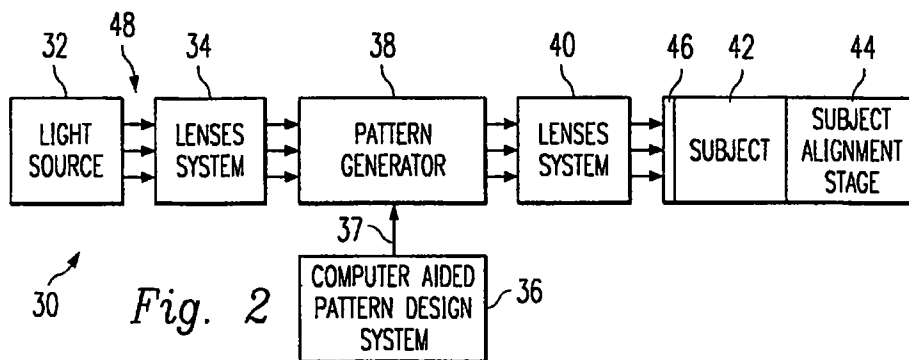 32
48
34
38
40
46
42
44
LIGHT
SOURCE
LENSES
SYSTEM
PATTERN
GENERATOR
LENSES
SYSTEM
SUBJECT
SUBJECT
ALIGNMENT
STAGE
37
30
Fig. 2
COMPUTER AIDED
PATTERN DESIGN
SYSTEM
36